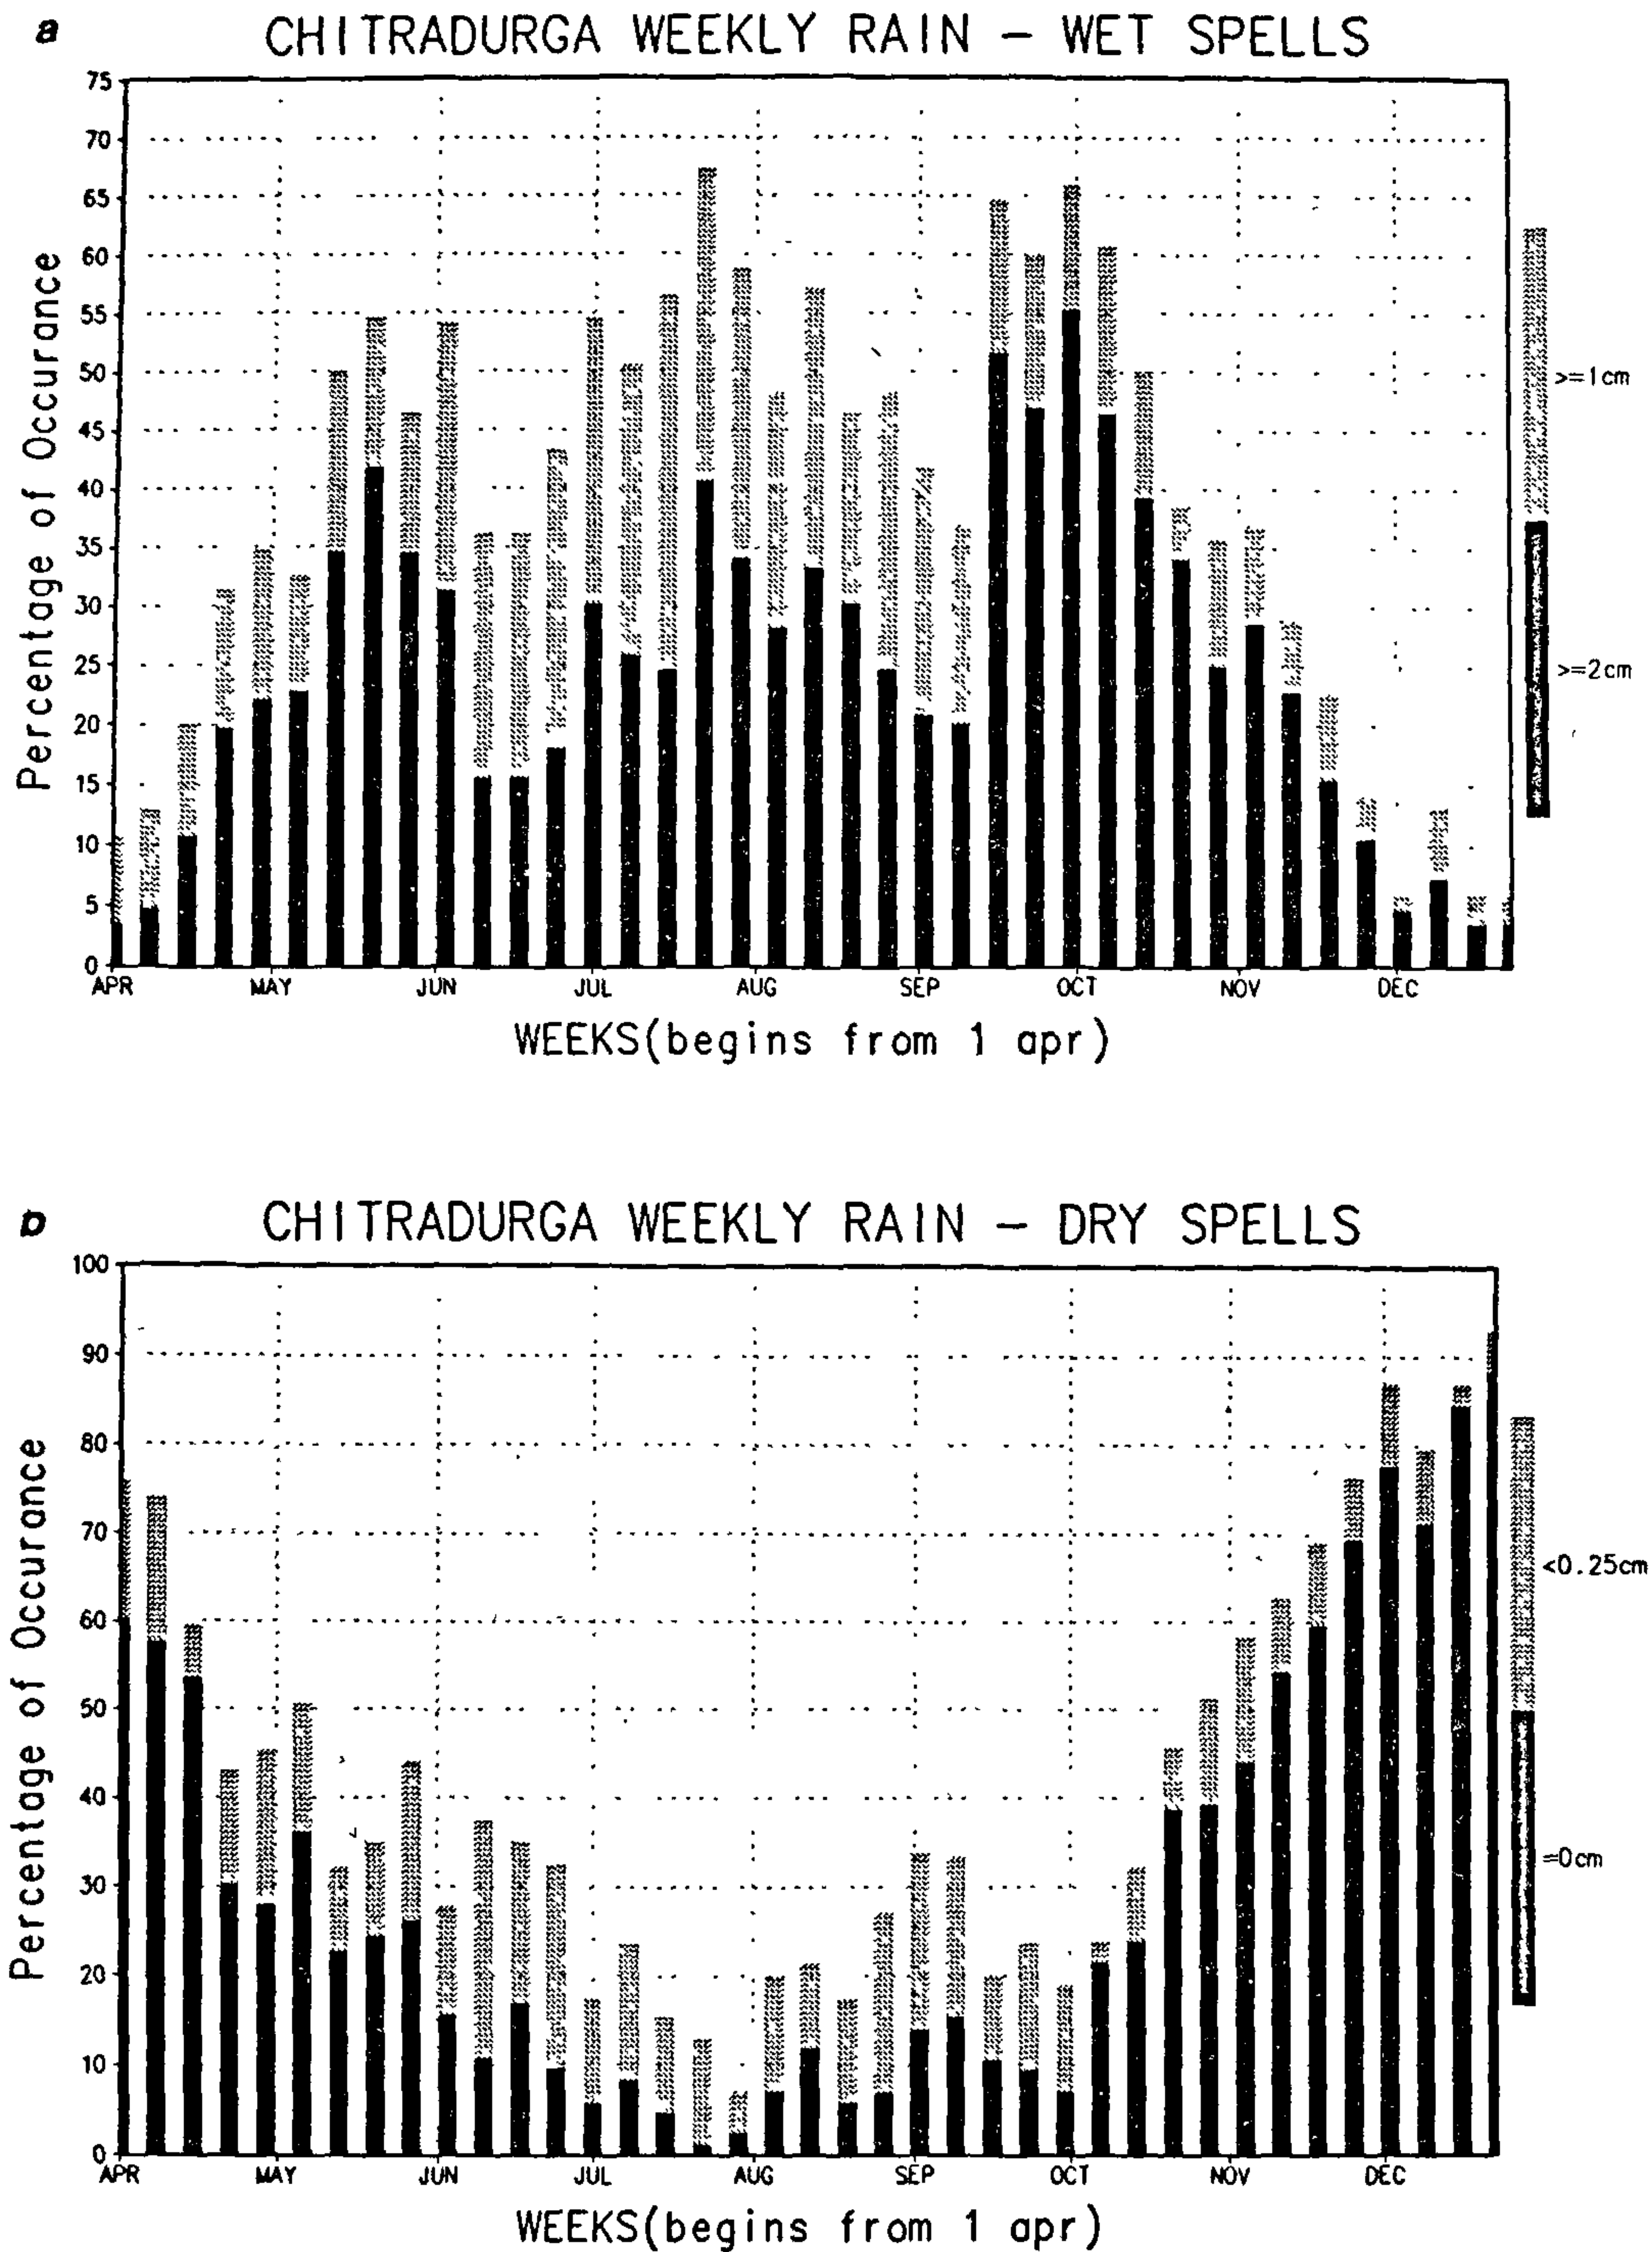 a
CHITRADURGA WEEKLY RAIN – WET SPELLS
75
70
65
60
55
50
45
40
35
30
25
20
15
10
5
0
Percentage of Occurance
APR MAY JUN JUL AUG SEP OCT NOV DEC
WEEKS(begins from 1 apr)
>=1cm
>=2cm
b
CHITRADURGA WEEKLY RAIN – DRY SPELLS
100
90
80
70
60
50
40
30
20
10
0
Percentage of Occurance
APR MAY JUN JUL AUG SEP OCT NOV DEC
WEEKS(begins from 1 apr)
<0.25cm
=0cm